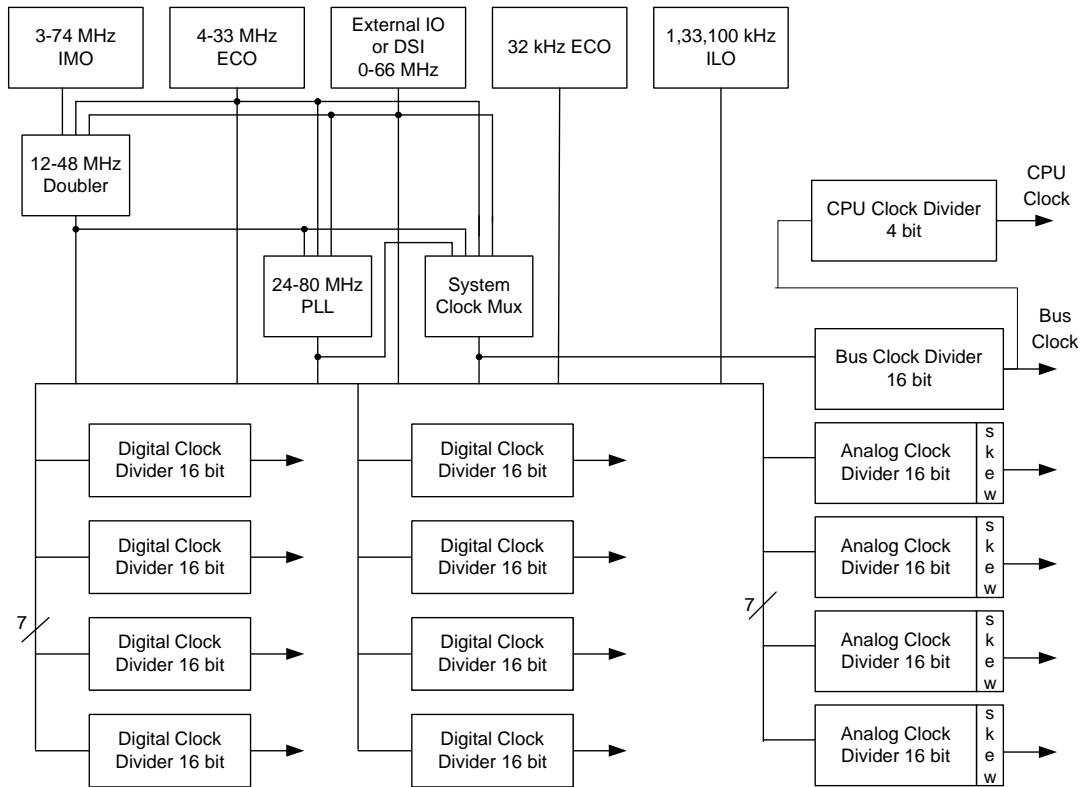 3-74 MHz
IMO
4-33 MHz
ECO
External IO
or DSI
0-66 MHz
32 kHz ECO
1,33,100 kHz
ILO
12-48 MHz
Doubler
24-80 MHz
PLL
System
Clock Mux
CPU Clock Divider
4 bit
CPU
Clock
Bus Clock Divider
16 bit
Bus
Clock
Digital Clock
Divider 16 bit
Digital Clock
Divider 16 bit
Analog Clock
Divider 16 bit
s
k
e
w
Digital Clock
Divider 16 bit
Digital Clock
Divider 16 bit
Analog Clock
Divider 16 bit
s
k
e
w
7
7
Digital Clock
Divider 16 bit
Digital Clock
Divider 16 bit
Analog Clock
Divider 16 bit
s
k
e
w
Digital Clock
Divider 16 bit
Digital Clock
Divider 16 bit
Analog Clock
Divider 16 bit
s
k
e
w